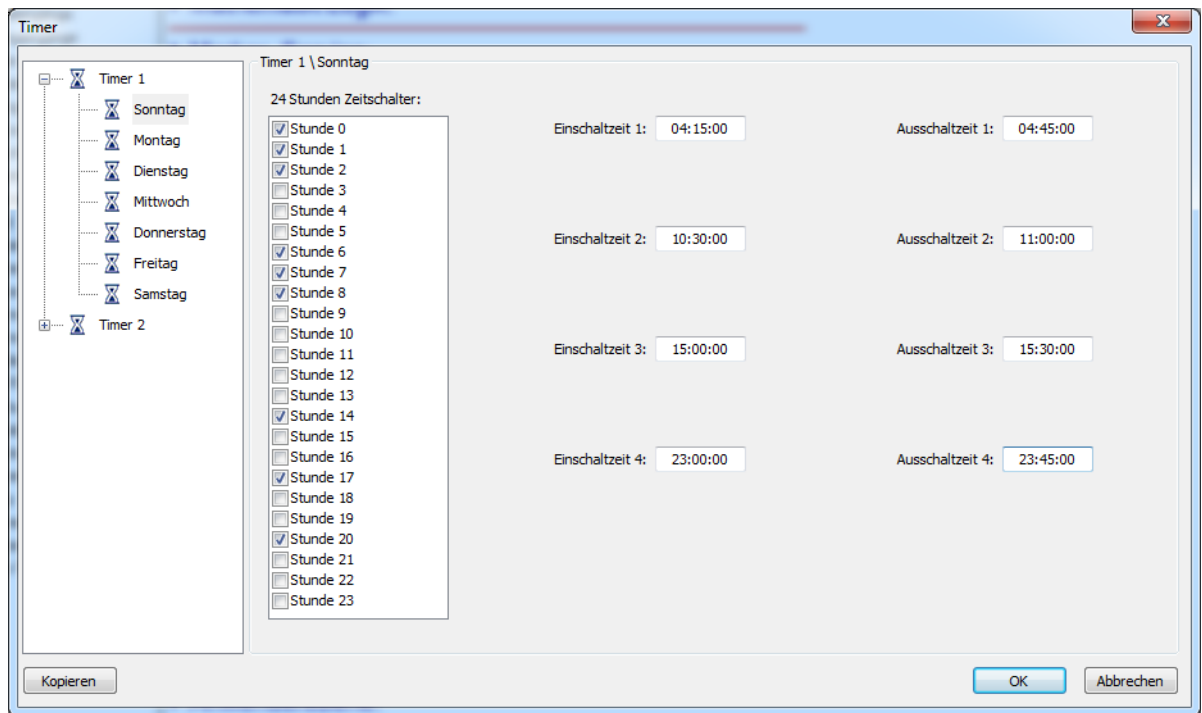 Timer
Timer 1
Sonntag
Montag
Dienstag
Mittwoch
Donnerstag
Freitag
Samstag
Timer 2
Timer 1 \ Sonntag
24 Stunden Zeitschalter:
Stunde 0
Stunde 1
Stunde 2
Stunde 3
Stunde 4
Stunde 5
Stunde 6
Stunde 7
Stunde 8
Stunde 9
Stunde 10
Stunde 11
Stunde 12
Stunde 13
Stunde 14
Stunde 15
Stunde 16
Stunde 17
Stunde 18
Stunde 19
Stunde 20
Stunde 21
Stunde 22
Stunde 23
Einschaltzeit 1: 04:15:00 Ausschaltzeit 1: 04:45:00
Einschaltzeit 2: 10:30:00 Ausschaltzeit 2: 11:00:00
Einschaltzeit 3: 15:00:00 Ausschaltzeit 3: 15:30:00
Einschaltzeit 4: 23:00:00 Ausschaltzeit 4: 23:45:00
Kopieren OK Abbrechen